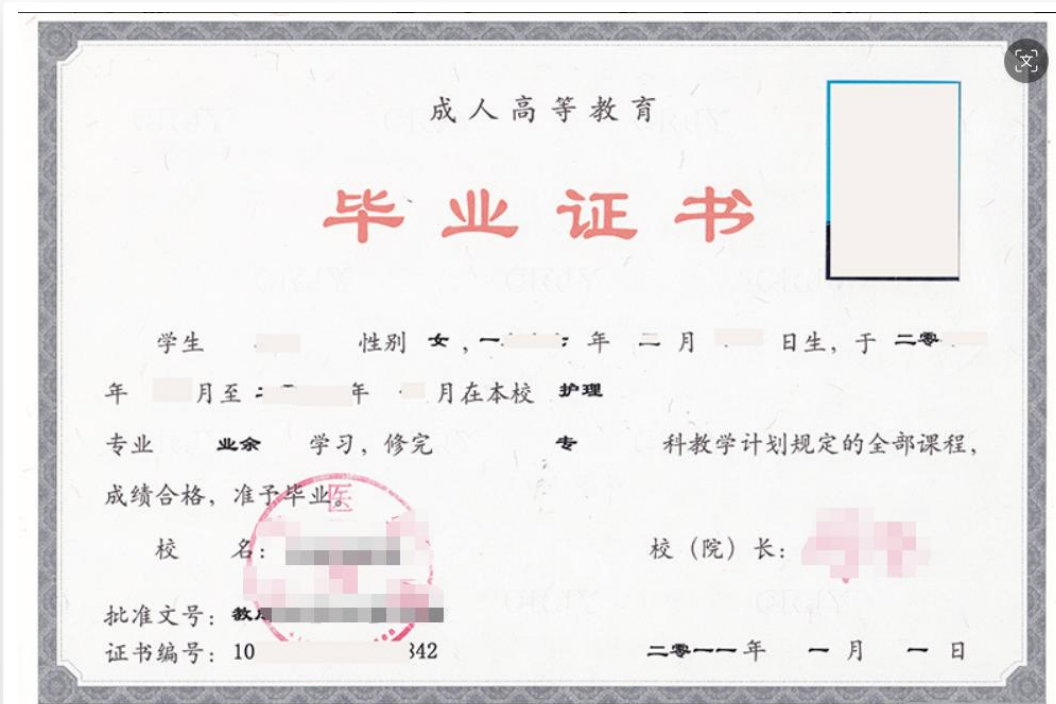 成人高等教育
毕业证书
学生 性别 女,一 年 二月 日生,于 二零
年 月至 年 月在本校 护理
专业 业余 学习,修完 专 科教学计划规定的全部课程,
成绩合格,准予毕业。
医
校 名: 校(院)长:
批准文号:教
证书编号:10 342 二零一一年 一月 一日